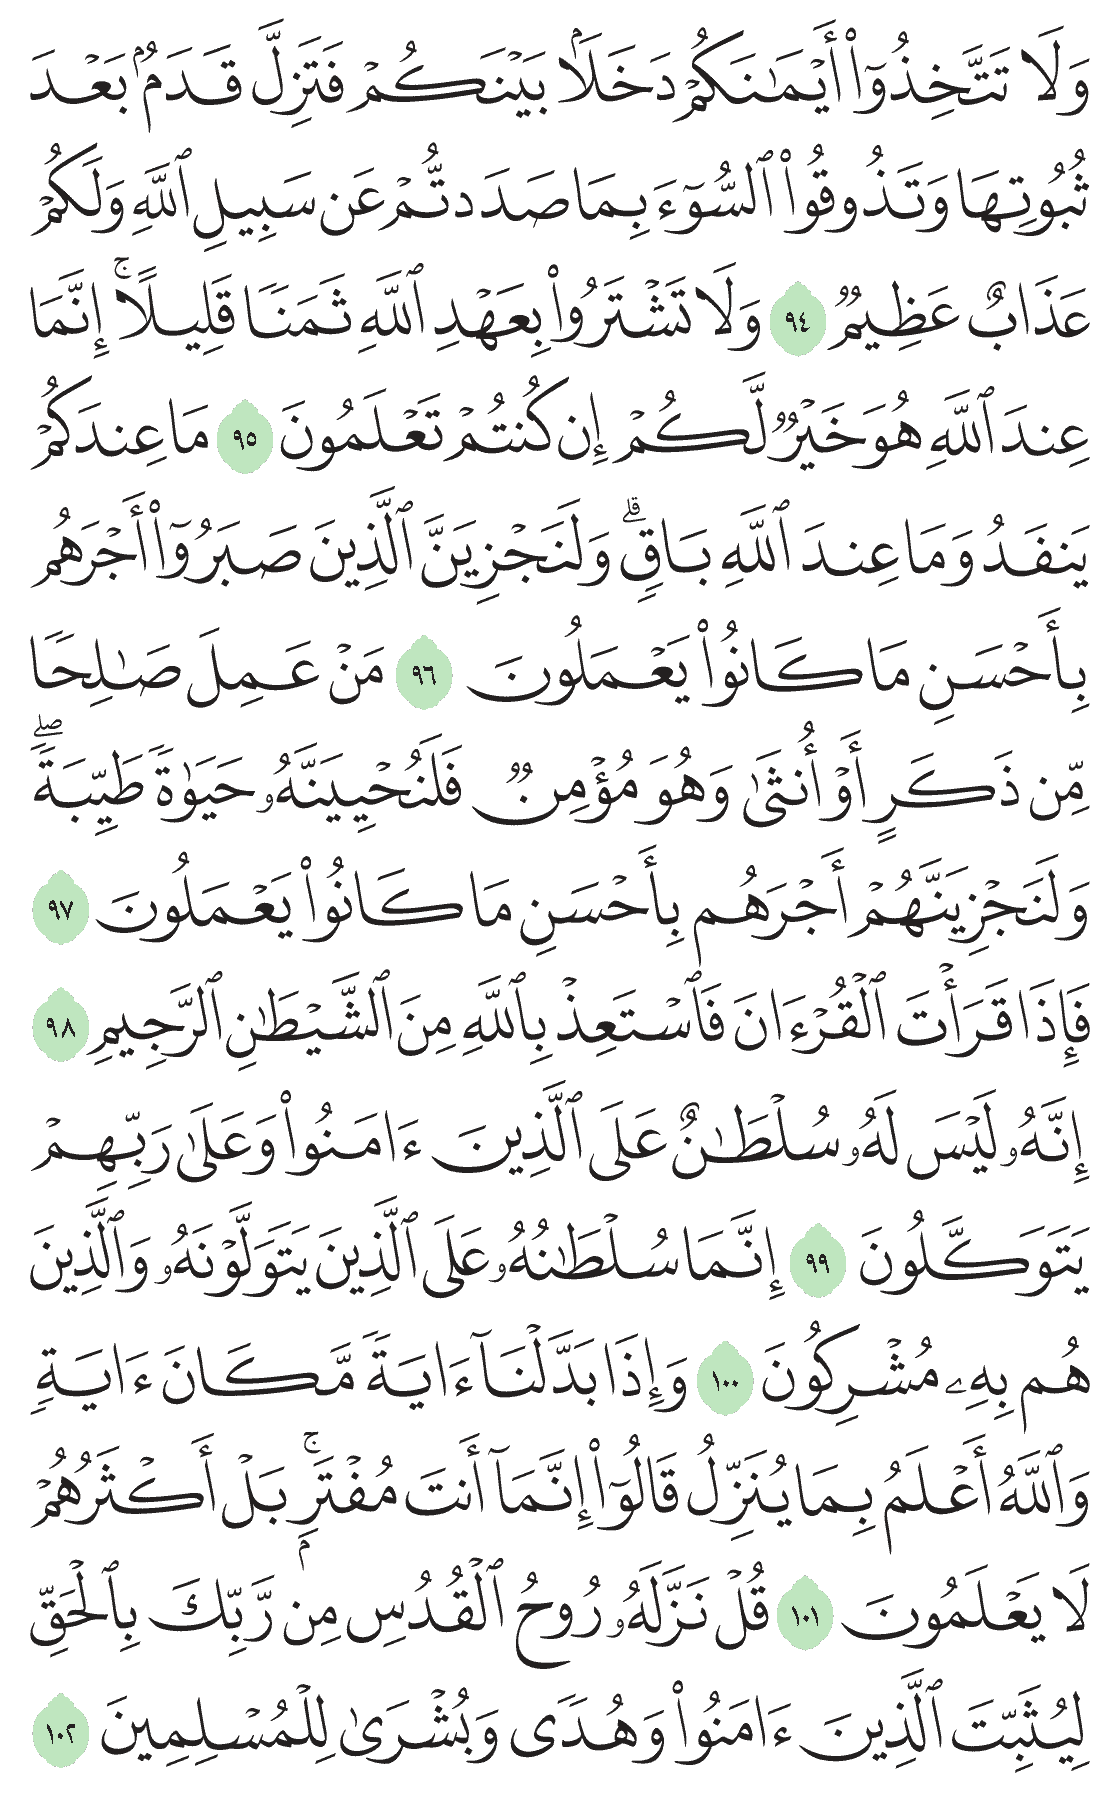 وَلَا تَتَّخِذُوٓا۟ أَيْمَـٰنَكُمْ دَخَلًۢا بَيْنَكُمْ فَتَزِلَّ قَدَمٌۢ بَعْدَ
ثُبُوتِهَا وَتَذُوقُوا۟ ٱلسُّوٓءَ بِمَا صَدَدتُّمْ عَن سَبِيلِ ٱللَّهِ وَلَكُمْ
عَذَابٌ عَظِيمٌ ٩٤ وَلَا تَشْتَرُوا۟ بِعَهْدِ ٱللَّهِ ثَمَنًا قَلِيلًا ۚ إِنَّمَا
عِندَ ٱللَّهِ هُوَ خَيْرٌ لَّكُمْ إِن كُنتُمْ تَعْلَمُونَ ٩٥ مَا عِندَكُمْ
يَنفَدُ وَمَا عِندَ ٱللَّهِ بَاقٍ ۗ وَلَنَجْزِيَنَّ ٱلَّذِينَ صَبَرُوٓا۟ أَجْرَهُم
بِأَحْسَنِ مَا كَانُوا۟ يَعْمَلُونَ ٩٦ مَنْ عَمِلَ صَـٰلِحًا
مِّن ذَكَرٍ أَوْ أُنثَىٰ وَهُوَ مُؤْمِنٌ فَلَنُحْيِيَنَّهُۥ حَيَوٰةً طَيِّبَةً ۖ
وَلَنَجْزِيَنَّهُمْ أَجْرَهُم بِأَحْسَنِ مَا كَانُوا۟ يَعْمَلُونَ ٩٧
فَإِذَا قَرَأْتَ ٱلْقُرْءَانَ فَٱسْتَعِذْ بِٱللَّهِ مِنَ ٱلشَّيْطَـٰنِ ٱلرَّجِيمِ ٩٨
إِنَّهُۥ لَيْسَ لَهُۥ سُلْطَـٰنٌ عَلَى ٱلَّذِينَ ءَامَنُوا۟ وَعَلَىٰ رَبِّهِمْ
يَتَوَكَّلُونَ ٩٩ إِنَّمَا سُلْطَـٰنُهُۥ عَلَى ٱلَّذِينَ يَتَوَلَّوْنَهُۥ وَٱلَّذِينَ
هُم بِهِۦ مُشْرِكُونَ ١٠٠ وَإِذَا بَدَّلْنَآ ءَايَةً مَّكَانَ ءَايَةٍ
وَٱللَّهُ أَعْلَمُ بِمَا يُنَزِّلُ قَالُوٓا۟ إِنَّمَآ أَنتَ مُفْتَرٍۭ ۚ بَلْ أَكْثَرُهُمْ
لَا يَعْلَمُونَ ١٠١ قُلْ نَزَّلَهُۥ رُوحُ ٱلْقُدُسِ مِن رَّبِّكَ بِٱلْحَقِّ
لِيُثَبِّتَ ٱلَّذِينَ ءَامَنُوا۟ وَهُدًى وَبُشْرَىٰ لِلْمُسْلِمِينَ ١٠٢